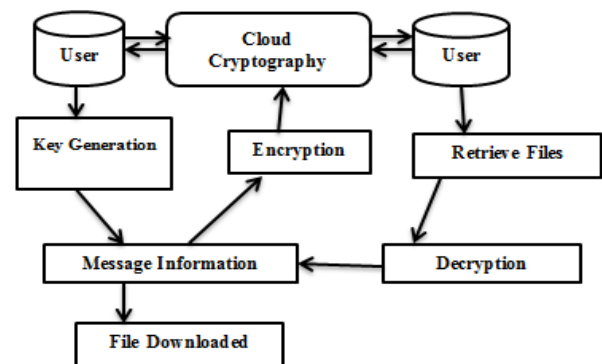 User
Cloud
Cryptography
User
Key Generation
Encryption
Retrieve Files
Message Information
Decryption
File Downloaded